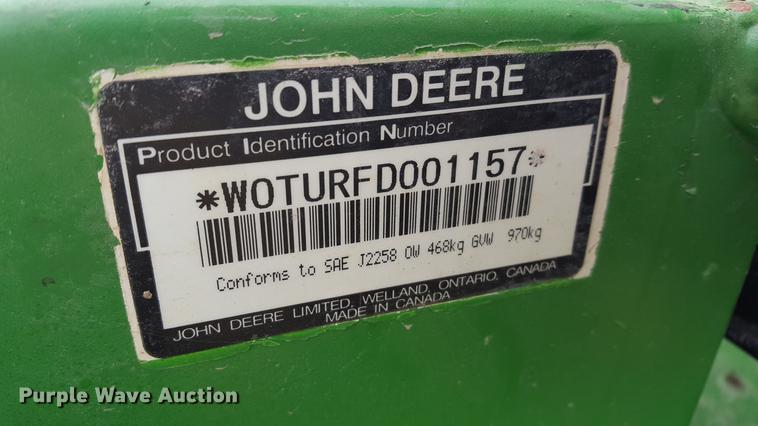 JOHN DEERE
Product Identification Number
*W0TURFD001157*
Conforms to SAE J2258 OW 468kg GVW 970kg
JOHN DEERE LIMITED, WELLAND, ONTARIO, CANADA
MADE IN CANADA
Purple Wave Auction